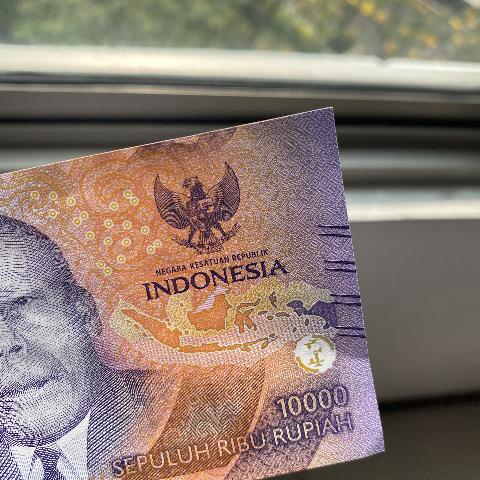 NEGARA KESATUAN REPUBLIK
INDONESIA
10000
SEPULUH RIBU RUPIAH